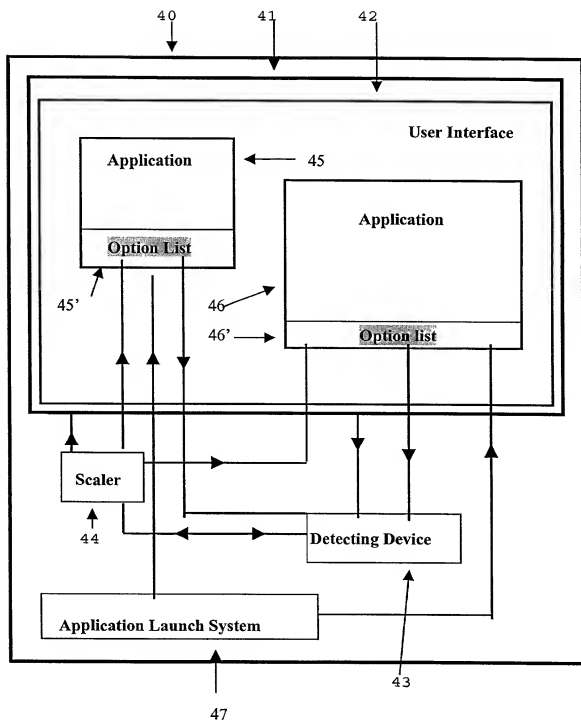 40
41
42
User Interface
Application
45
Application
Option List
45'
46
46'
Option list
Scaler
44
Detecting Device
Application Launch System
43
47